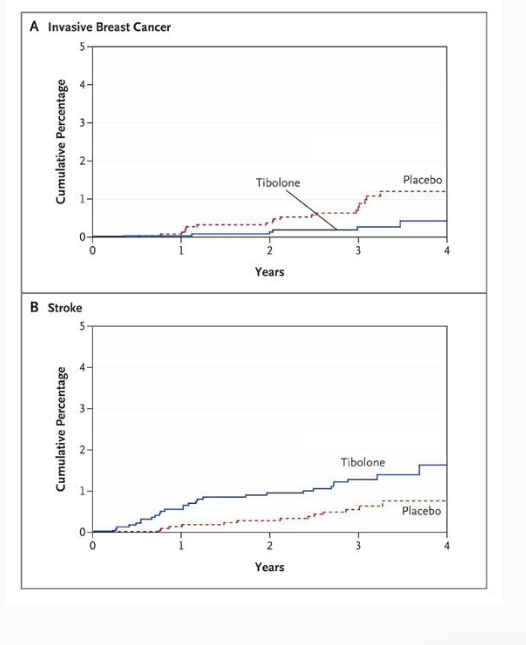 A Invasive Breast Cancer
5
4
3
2
1
0
Cumulative Percentage
Tibolone
Placebo
0 1 2 3 4
Years
B Stroke
5
4
3
2
1
0
Cumulative Percentage
Tibolone
Placebo
0 1 2 3 4
Years